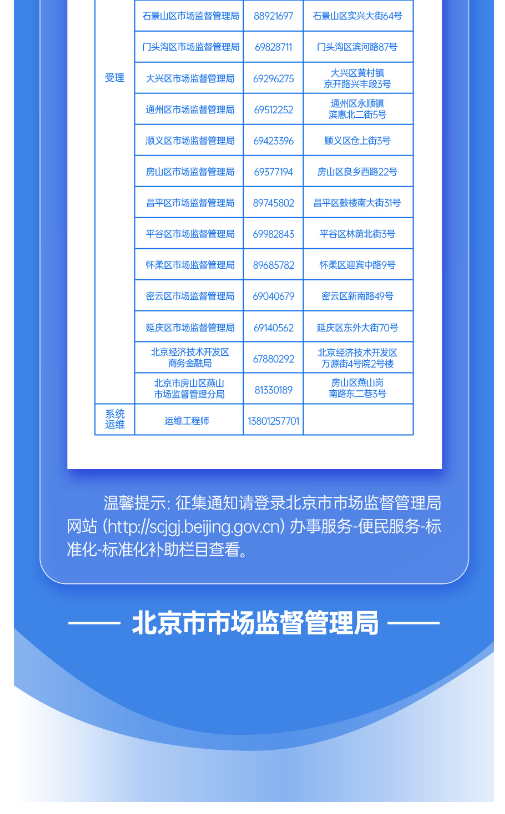 石景山区市场监督管理局 88921697 石景山区实兴大街64号
门头沟区市场监督管理局 69828711 门头沟区滨河路87号
受理
大兴区市场监督管理局 69296275 大兴区黄村镇
京开路兴丰段3号
通州区市场监督管理局 69512252 通州区永顺镇
滨惠北二街5号
顺义区市场监督管理局 69423396 顺义区仓上街3号
房山区市场监督管理局 69377194 房山区良乡西路22号
昌平区市场监督管理局 89745802 昌平区鼓楼南大街31号
平谷区市场监督管理局 69982843 平谷区林荫北街3号
怀柔区市场监督管理局 89685782 怀柔区迎宾中路9号
密云区市场监督管理局 69040679 密云区新南路49号
延庆区市场监督管理局 69140562 延庆区东外大街70号
北京经济技术开发区
商务金融局 67880292 北京经济技术开发区
万源街4号院2号楼
北京市房山区燕山
市场监督管理分局 81330189 房山区燕山岗
南路东二巷3号
系统
运维 运维工程师 13801257701
温馨提示：征集通知请登录北京市市场监督管理局
网站（http://scjgj.beijing.gov.cn）办事服务-便民服务-标
准化-标准化补助栏目查看。
北京市市场监督管理局